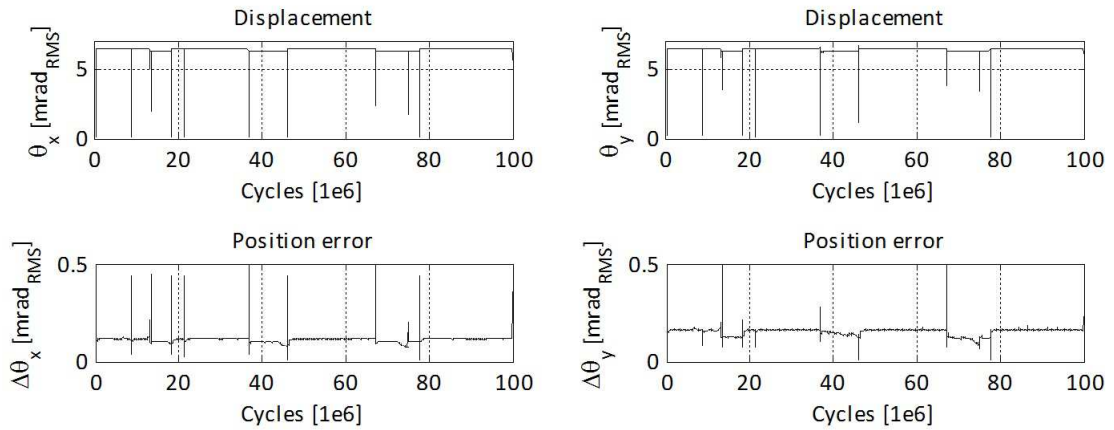 Displacement
θx [mradRMS]
5
0
0 20 40 60 80 100
Cycles [1e6]
Displacement
θy [mradRMS]
5
0
0 20 40 60 80 100
Cycles [1e6]
Position error
Δθx [mradRMS]
0.5
0
0 20 40 60 80 100
Cycles [1e6]
Position error
Δθy [mradRMS]
0.5
0
0 20 40 60 80 100
Cycles [1e6]